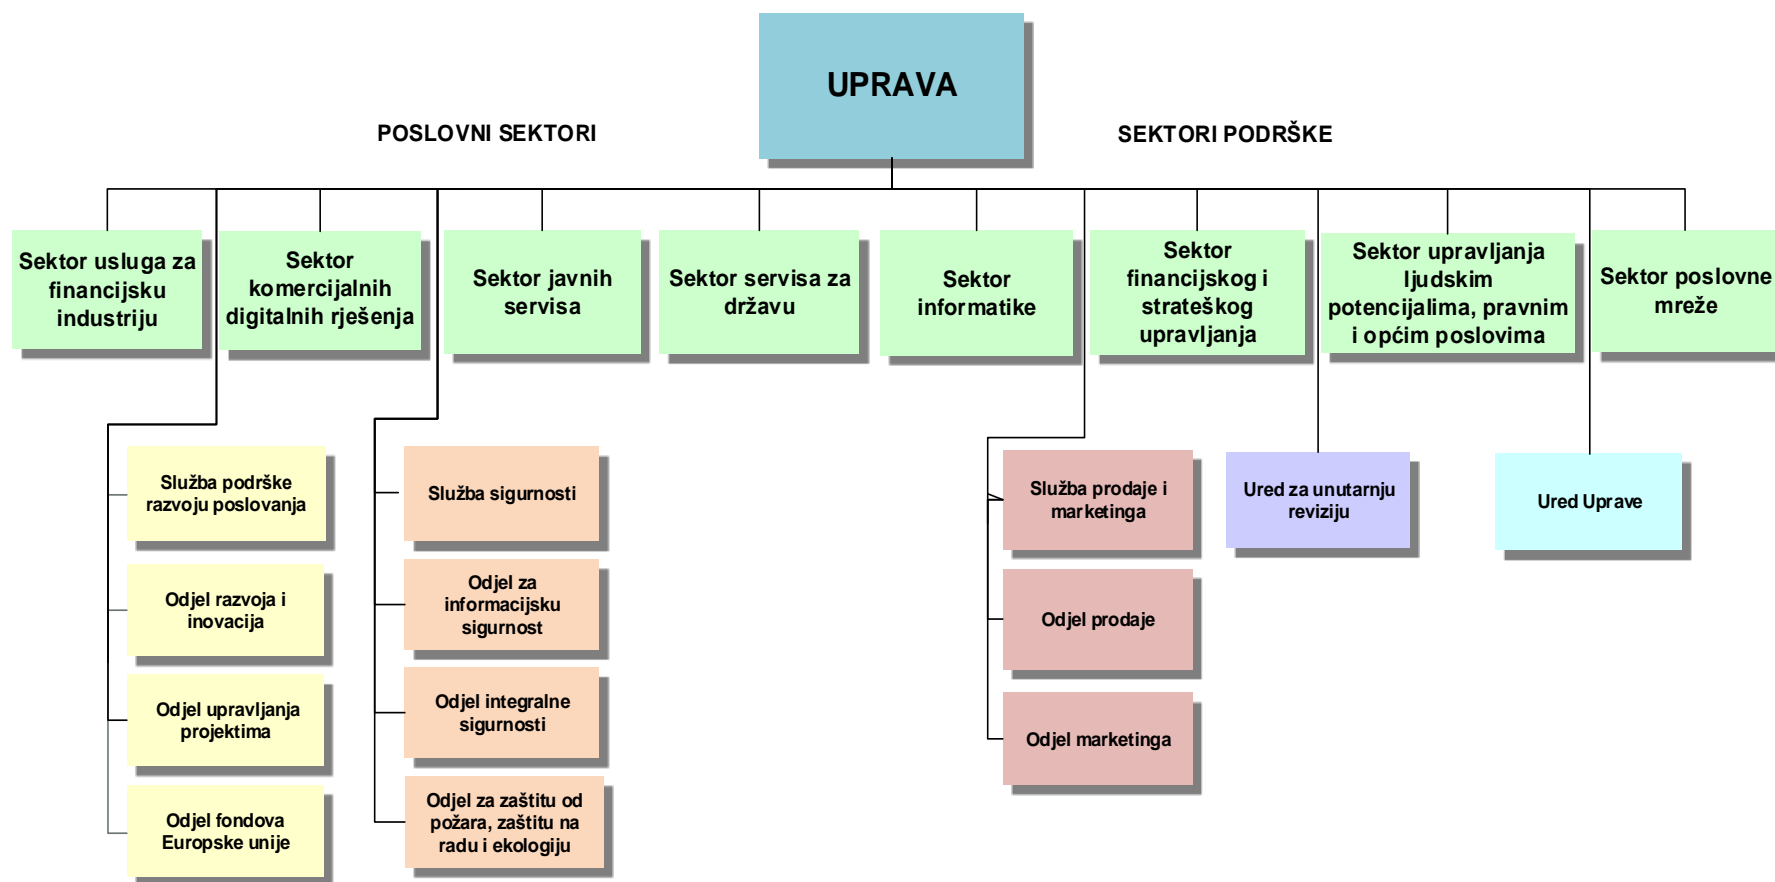 UPRAVA
POSLOVNI SEKTORI
SEKTORI PODRŠKE
Sektor usluga za
financijsku
industriju
Sektor
komercijalnih
digitalnih rješenja
Sektor javnih
servisa
Sektor servisa za
državu
Sektor
informatike
Sektor
financijskog i
strateškog
upravljanja
Sektor upravljanja
ljudskim
potencijalima, pravnim
i općim poslovima
Sektor poslovne
mreže
Služba podrške
razvoju poslovanja
Odjel razvoja i
inovacija
Odjel upravljanja
projektima
Odjel fondova
Europske unije
Služba sigurnosti
Odjel za
informacijsku
sigurnost
Odjel integralne
sigurnosti
Odjel za zaštitu od
požara, zaštitu na
radu i ekologiju
Služba prodaje i
marketinga
Odjel prodaje
Odjel marketinga
Ured za unutarnju
reviziju
Ured Uprave